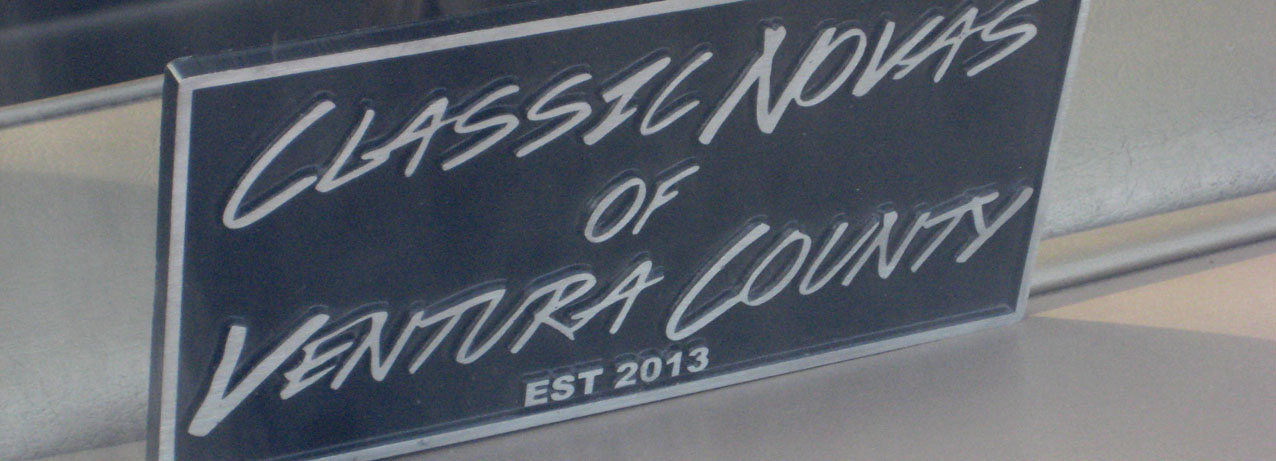 CLASSIC NOVAS
OF
VENTURA COUNTY
EST 2013